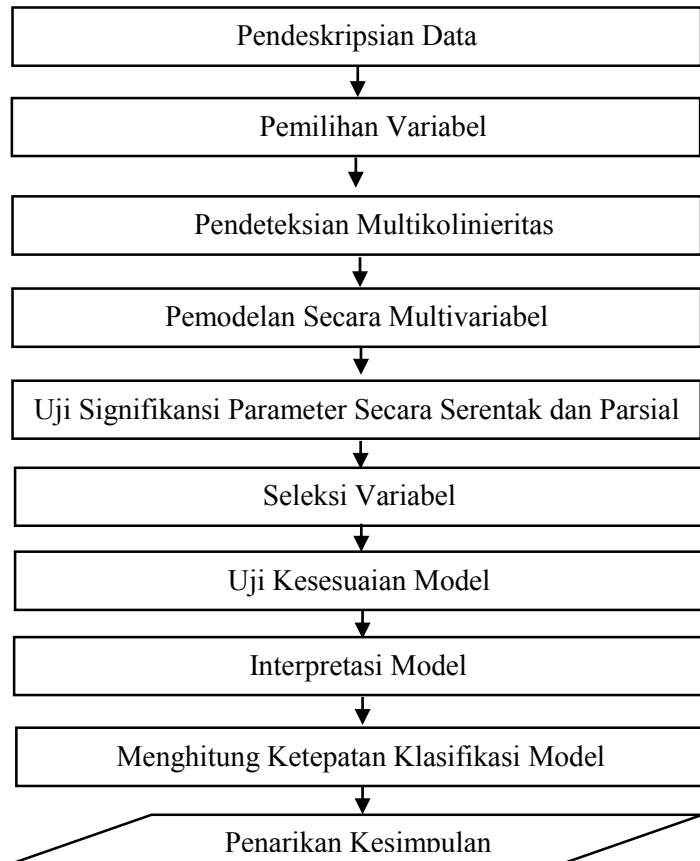 Pendeskripsian Data
Pemilihan Variabel
Pendeteksian Multikolinieritas
Pemodelan Secara Multivariabel
Uji Signifikansi Parameter Secara Serentak dan Parsial
Seleksi Variabel
Uji Kesesuaian Model
Interpretasi Model
Menghitung Ketepatan Klasifikasi Model
Penarikan Kesimpulan